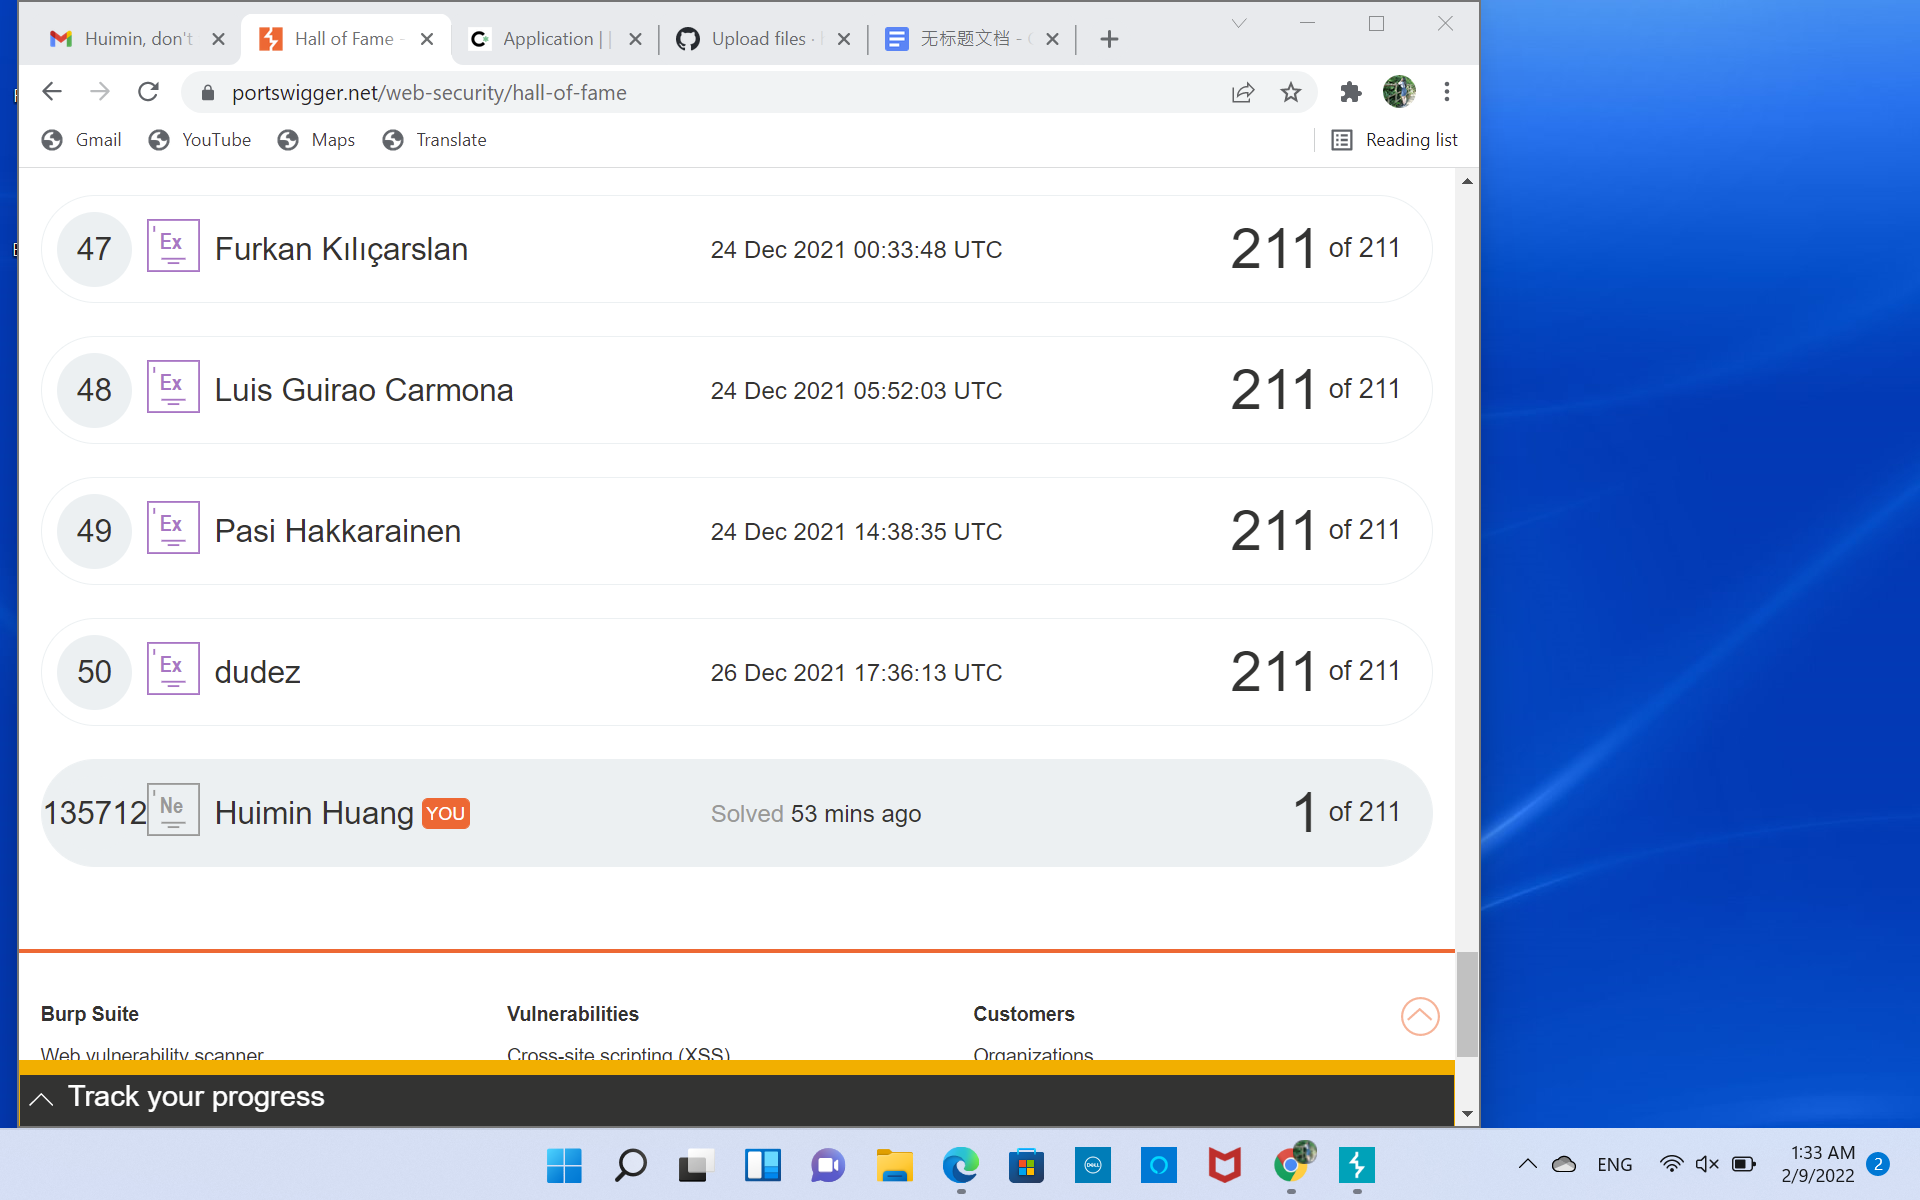 Huimin, don't
Hall of Fame -
Application | |
Upload files ·
无标题文档 -
portswigger.net/web-security/hall-of-fame
Gmail
YouTube
Maps
Translate
Reading list
47 'Ex Furkan Kılıçarslan 24 Dec 2021 00:33:48 UTC 211 of 211
48 'Ex Luis Guirao Carmona 24 Dec 2021 05:52:03 UTC 211 of 211
49 'Ex Pasi Hakkarainen 24 Dec 2021 14:38:35 UTC 211 of 211
50 'Ex dudez 26 Dec 2021 17:36:13 UTC 211 of 211
135712 'Ne Huimin Huang YOU Solved 53 mins ago 1 of 211
Burp Suite
Vulnerabilities
Customers
Web vulnerability scanner
Cross-site scripting (XSS)
Organizations
Track your progress
DELL
ENG
1:33 AM
2/9/2022
2